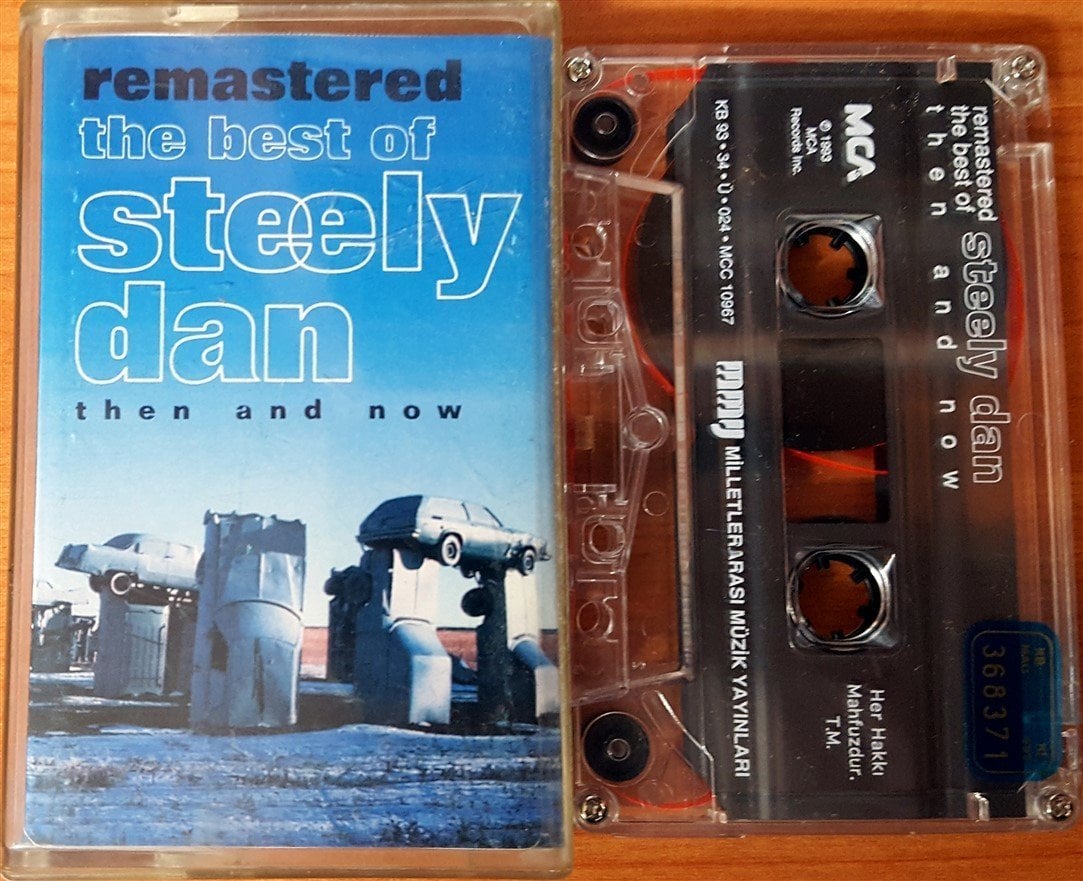 remastered
the best of
steely
dan
then and now
remastered
the best of steely dan
then and now
MCA
℗ 1993
MCA
Records Inc.
KB 93 • 34 • Ü • 024 • MCC 10967
mmy MİLLETLERARASI MÜZİK YAYINLARI
Her Hakkı
Mahfuzdur.
T.M.
368371